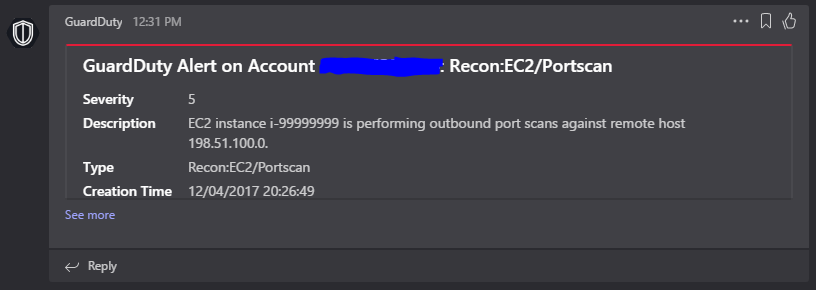 GuardDuty 12:31 PM
GuardDuty Alert on Account : Recon:EC2/Portscan
Severity 5
Description EC2 instance i-99999999 is performing outbound port scans against remote host
198.51.100.0.
Type Recon:EC2/Portscan
Creation Time 12/04/2017 20:26:49
See more
Reply